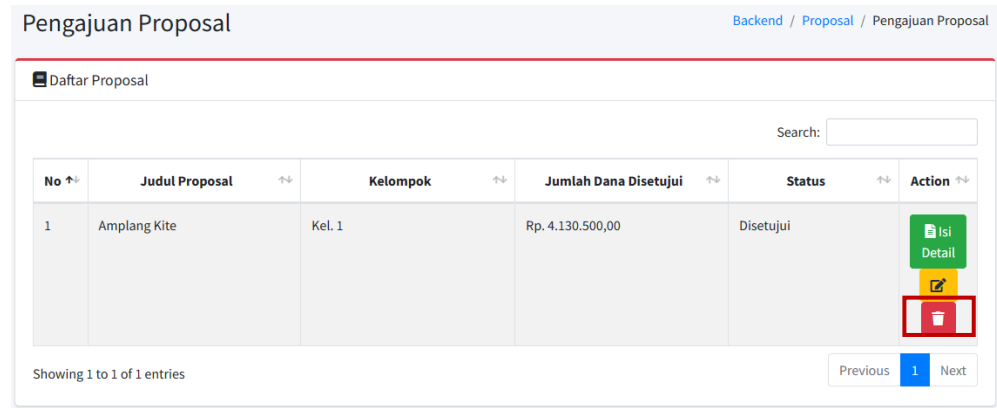 Pengajuan Proposal
Backend / Proposal / Pengajuan Proposal
Daftar Proposal
Search:
No Judul Proposal Kelompok Jumlah Dana Disetujui Status Action
1 Amplang Kite Kel. 1 Rp. 4.130.500,00 Disetujui Isi
Detail
Showing 1 to 1 of 1 entries
Previous 1 Next